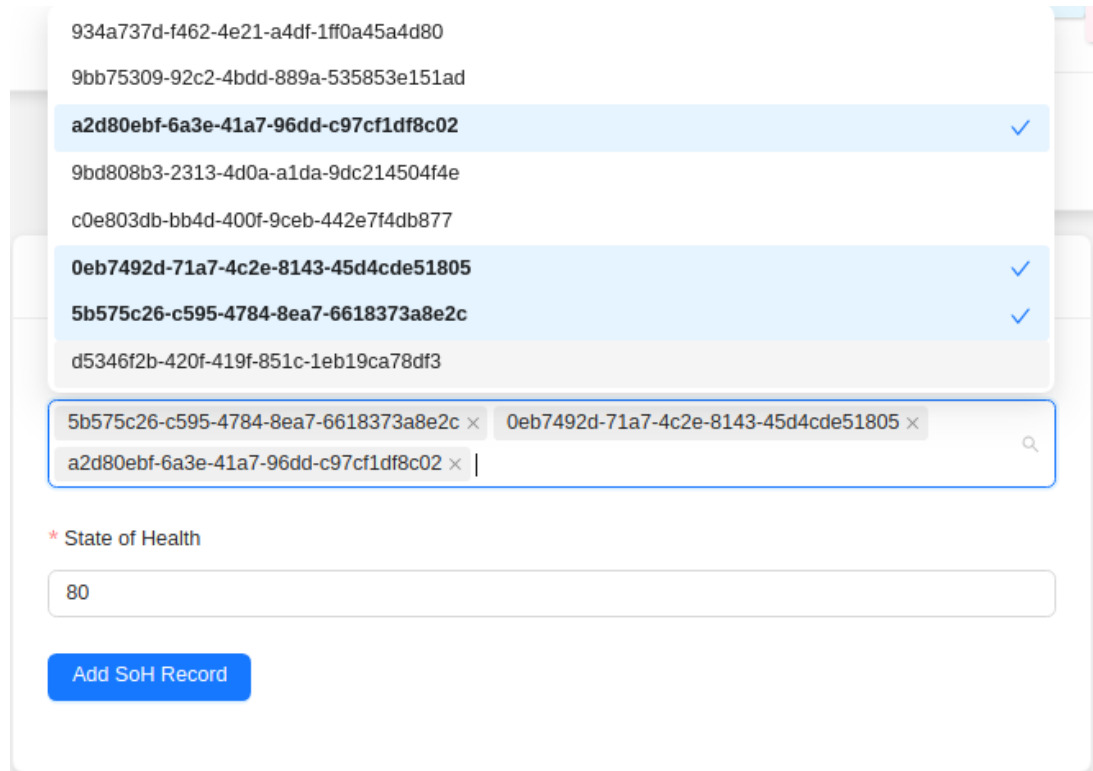 934a737d-f462-4e21-a4df-1ff0a45a4d80
9bb75309-92c2-4bdd-889a-535853e151ad
a2d80ebf-6a3e-41a7-96dd-c97cf1df8c02
9bd808b3-2313-4d0a-a1da-9dc214504f4e
c0e803db-bb4d-400f-9ceb-442e7f4db877
0eb7492d-71a7-4c2e-8143-45d4cde51805
5b575c26-c595-4784-8ea7-6618373a8e2c
d5346f2b-420f-419f-851c-1eb19ca78df3
5b575c26-c595-4784-8ea7-6618373a8e2c × 0eb7492d-71a7-4c2e-8143-45d4cde51805 ×
a2d80ebf-6a3e-41a7-96dd-c97cf1df8c02 ×
* State of Health
80
Add SoH Record